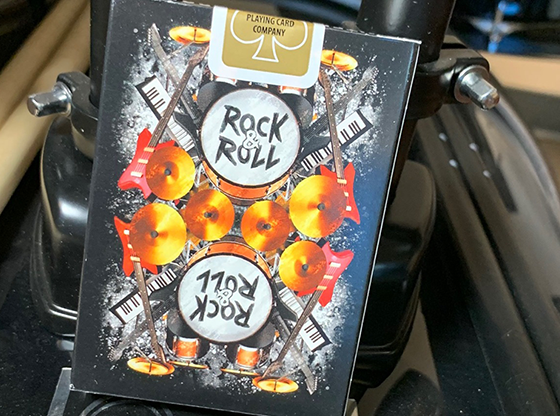 PLAYING CARD
COMPANY
ROCK
&
ROLL
ROCK
&
ROLL